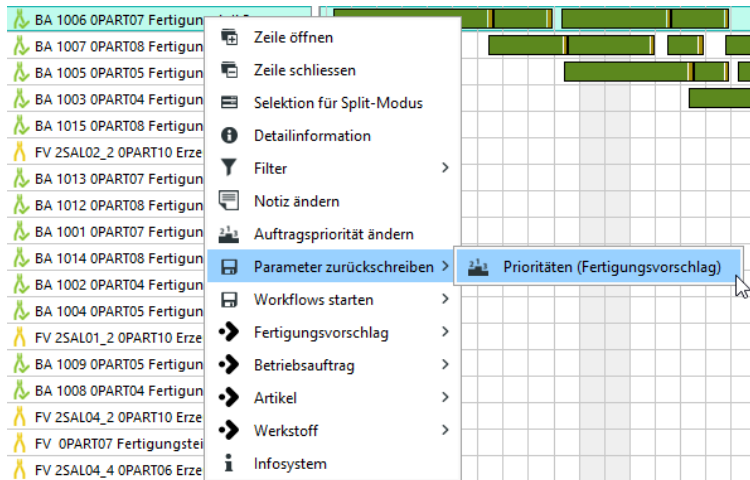 BA 1006 0PART07 Fertigun
BA 1007 0PART08 Fertigun
BA 1005 0PART05 Fertigun
BA 1003 0PART04 Fertigun
BA 1015 0PART08 Fertigun
FV 2SAL02_2 0PART10 Erze
BA 1013 0PART07 Fertigun
BA 1012 0PART08 Fertigun
BA 1001 0PART07 Fertigun
BA 1014 0PART08 Fertigun
BA 1002 0PART04 Fertigun
BA 1004 0PART05 Fertigun
FV 2SAL01_2 0PART10 Erze
BA 1009 0PART05 Fertigun
BA 1008 0PART04 Fertigun
FV 2SAL04_2 0PART10 Erze
FV 0PART07 Fertigungstei
FV 2SAL04_4 0PART06 Erze
Zeile öffnen
Zeile schliessen
Selektion für Split-Modus
Detailinformation
Filter
Notiz ändern
Auftragspriorität ändern
Parameter zurückschreiben
Workflows starten
Fertigungsvorschlag
Betriebsauftrag
Artikel
Werkstoff
Infosystem
Prioritäten (Fertigungsvorschlag)